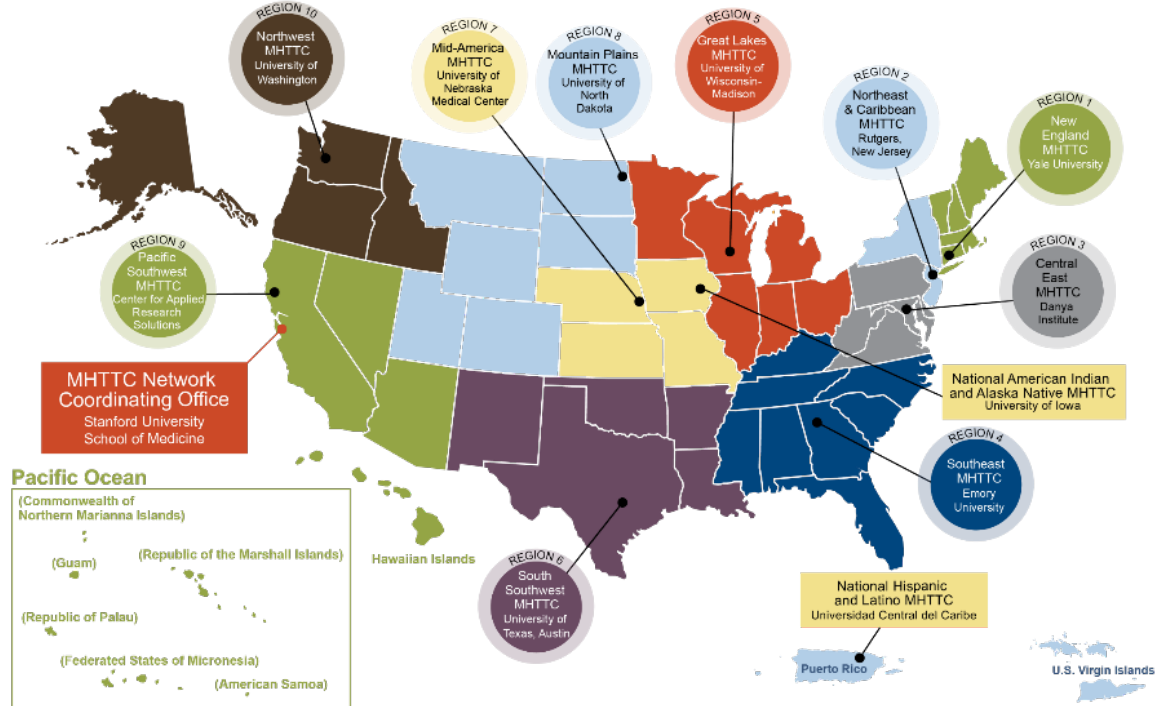 REGION 10
Northwest
MHTTC
University of
Washington
REGION 7
Mid-America
MHTTC
University of
Nebraska
Medical Center
REGION 8
Mountain Plains
MHTTC
University of
North
Dakota
REGION 5
Great Lakes
MHTTC
University of
Wisconsin-
Madison
REGION 2
Northeast
& Caribbean
MHTTC
Rutgers,
New Jersey
REGION 1
New
England
MHTTC
Yale University
REGION 9
Pacific
Southwest
MHTTC
Center for Applied
Research
Solutions
REGION 3
Central
East
MHTTC
Danya
Institute
MHTTC Network
Coordinating Office
Stanford University
School of Medicine
National American Indian
and Alaska Native MHTTC
University of Iowa
REGION 4
Southeast
MHTTC
Emory
University
Pacific Ocean
(Commonwealth of
Northern Marianna Islands)
(Guam)
(Republic of the Marshall Islands)
(Republic of Palau)
(Federated States of Micronesia)
(American Samoa)
Hawaiian Islands
REGION 6
South
Southwest
MHTTC
University of
Texas, Austin
National Hispanic
and Latino MHTTC
Universidad Central del Caribe
Puerto Rico
U.S. Virgin Islands